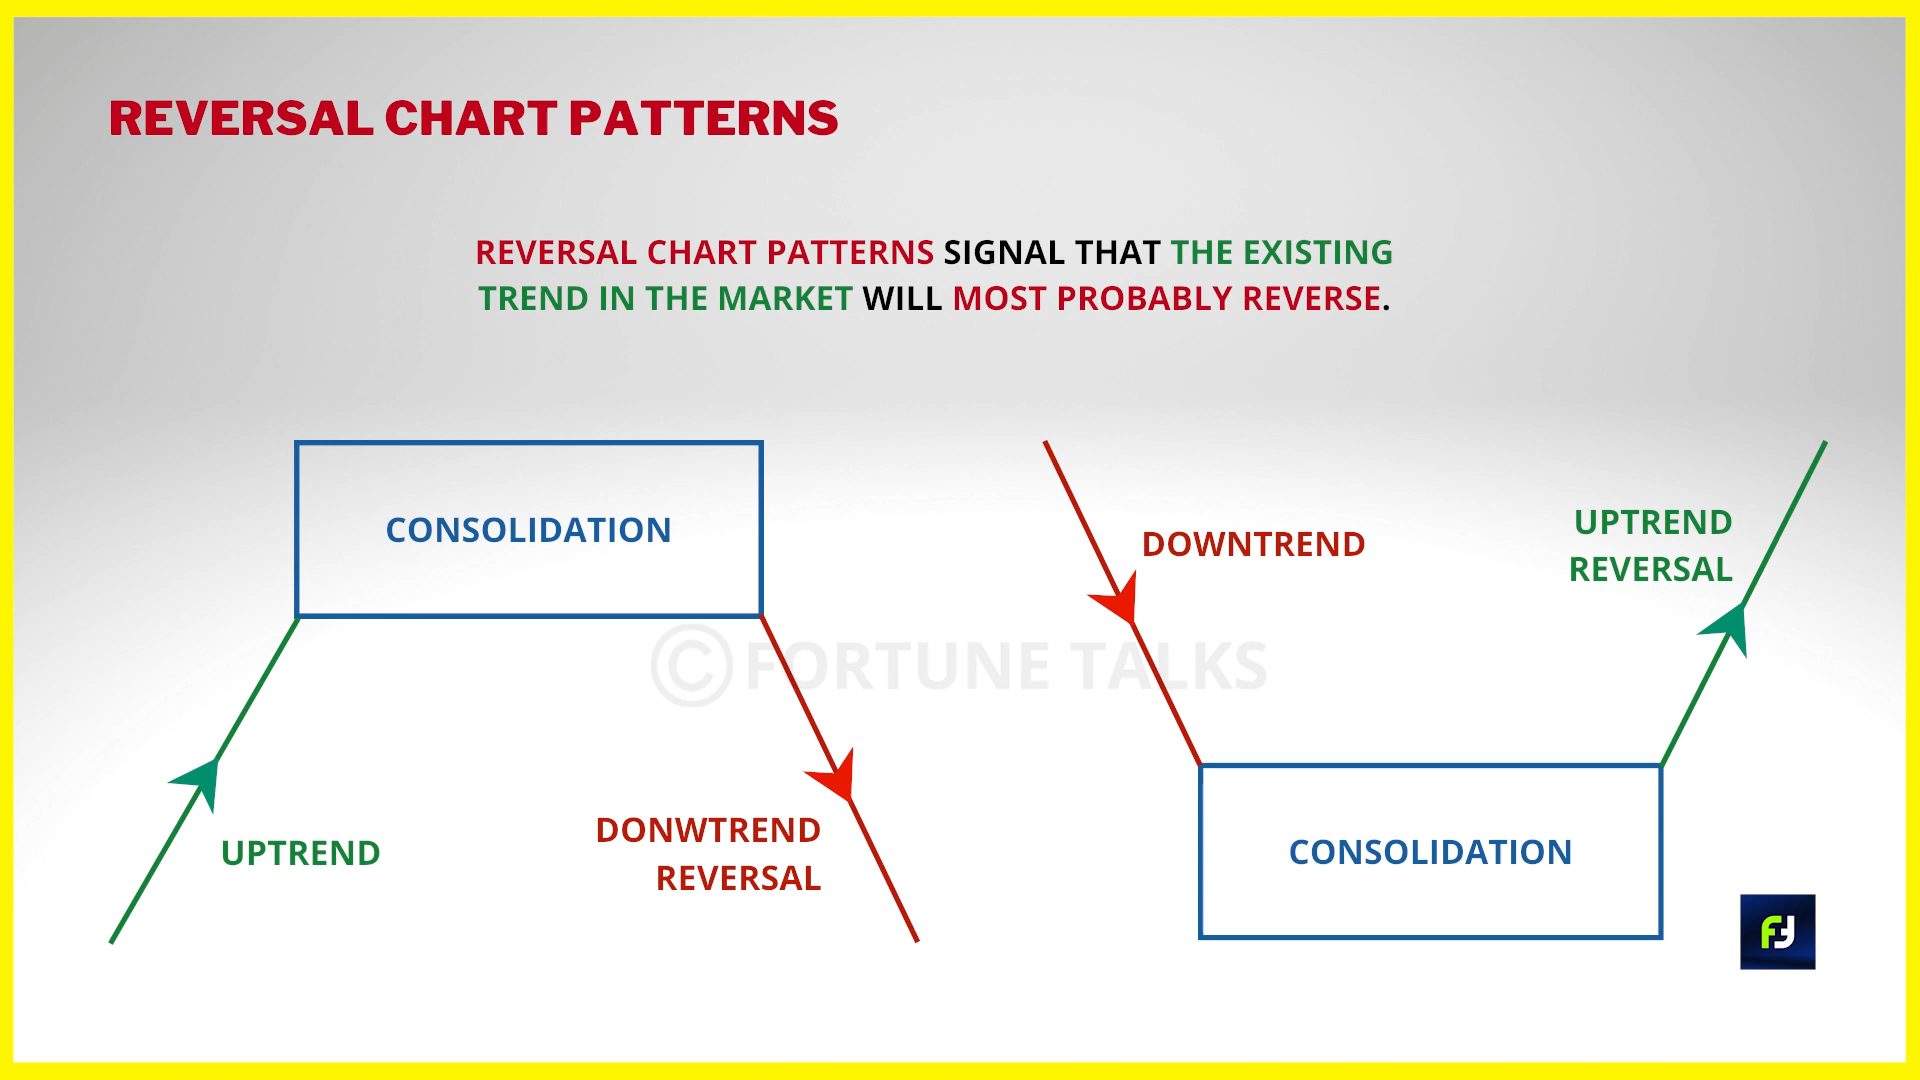 REVERSAL CHART PATTERNS
REVERSAL CHART PATTERNS SIGNAL THAT THE EXISTING
TREND IN THE MARKET WILL MOST PROBABLY REVERSE.
CONSOLIDATION
UPTREND
DONWTREND
REVERSAL
DOWNTREND
UPTREND
REVERSAL
CONSOLIDATION
© FORTUNE TALKS